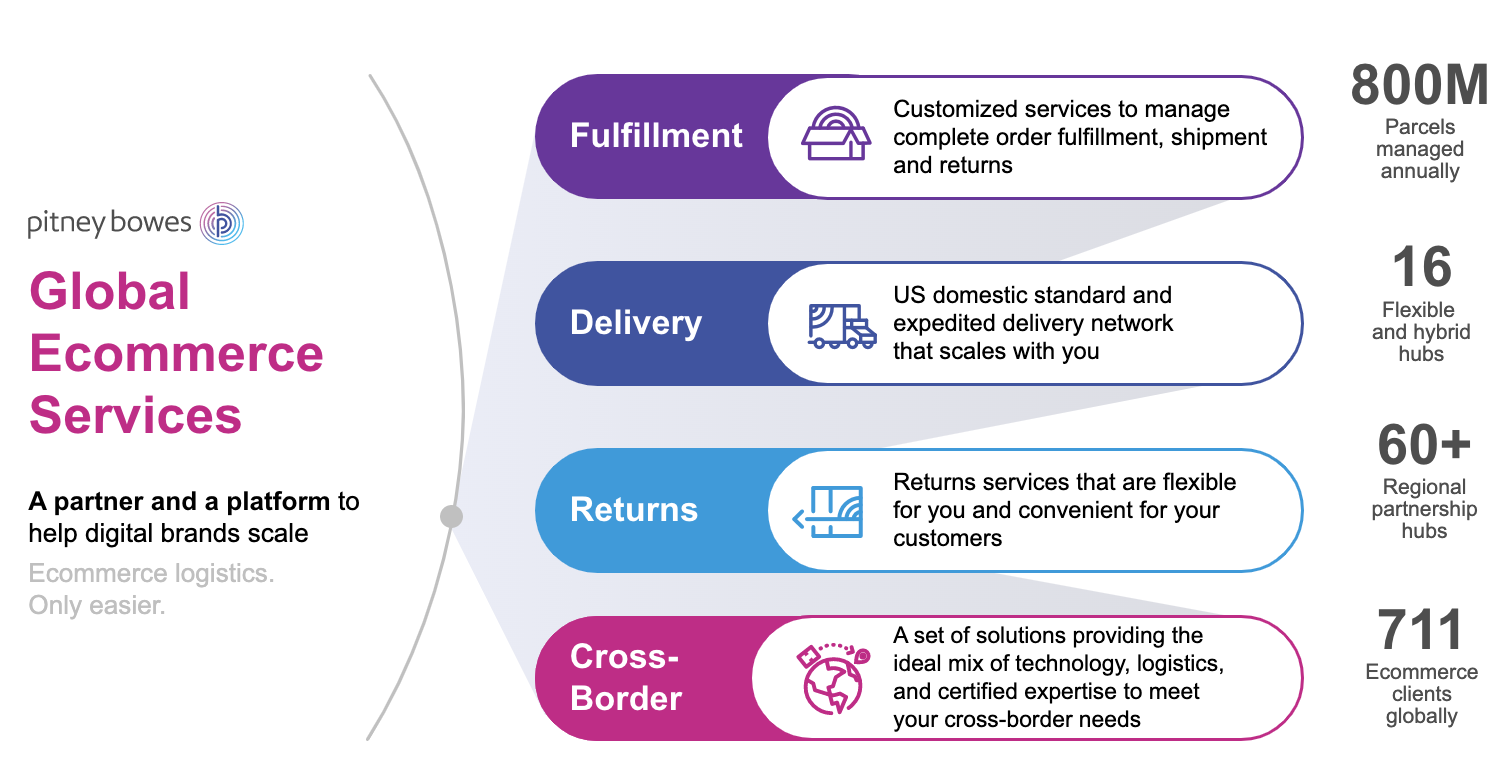 pitney bowes
Global
Ecommerce
Services
A partner and a platform to
help digital brands scale
Ecommerce logistics.
Only easier.
Fulfillment
Customized services to manage
complete order fulfillment, shipment
and returns
Delivery
US domestic standard and
expedited delivery network
that scales with you
Returns
Returns services that are flexible
for you and convenient for your
customers
Cross-
Border
A set of solutions providing the
ideal mix of technology, logistics,
and certified expertise to meet
your cross-border needs
800M
Parcels
managed
annually
16
Flexible
and hybrid
hubs
60+
Regional
partnership
hubs
711
Ecommerce
clients
globally